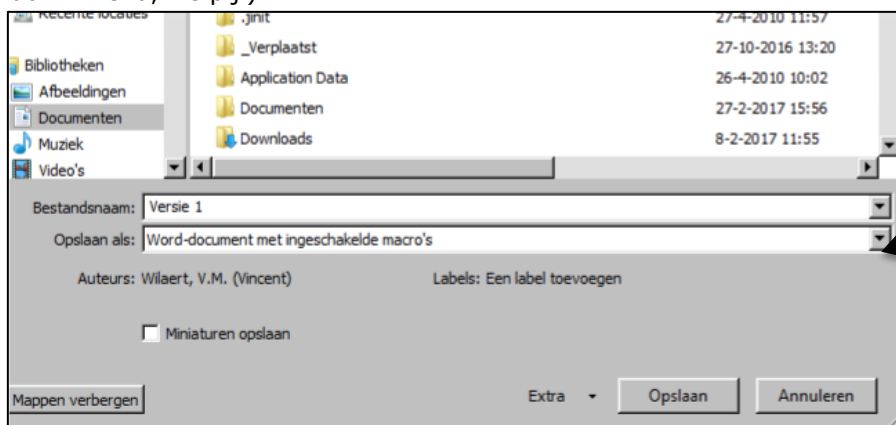 Recente locaties
.jinit 27-4-2010 11:57
_Verplaatst 27-10-2016 13:20
Bibliotheken
Application Data 26-4-2010 10:02
Afbeeldingen
Documenten 27-2-2017 15:56
Documenten
Downloads 8-2-2017 11:55
Muziek
Video's
Bestandsnaam: Versie 1
Opslaan als: Word-document met ingeschakelde macro's
Auteurs: Wilaert, V.M. (Vincent) Labels: Een label toevoegen
Miniaturen opslaan
Mappen verbergen Extra Opslaan Annuleren